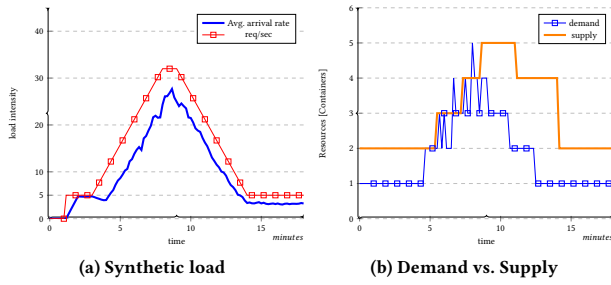 Avg. arrival rate
req/sec
load intensity
40
30
20
10
5
0
0
5
10
15
time
minutes
(a) Synthetic load
demand
supply
Resources [Containers]
6
5
4
3
2
1
0
0
5
10
15
time
minutes
(b) Demand vs. Supply